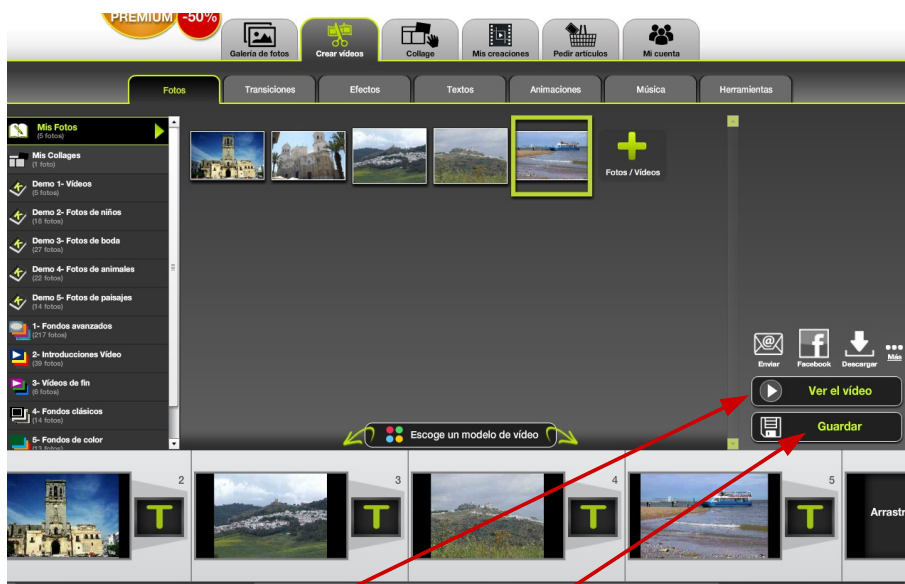 PREMIUM -50%
Galería de fotos
Crear vídeos
Collage
Mis creaciones
Pedir artículos
Mi cuenta
Fotos
Transiciones
Efectos
Textos
Animaciones
Música
Herramientas
Mis Fotos
(5 fotos)
Mis Collages
(1 foto)
Demo 1- Vídeos
(5 fotos)
Demo 2- Fotos de niños
(18 fotos)
Demo 3- Fotos de boda
(27 fotos)
Demo 4- Fotos de animales
(22 fotos)
Demo 5- Fotos de paisajes
(14 fotos)
1- Fondos avanzados
(217 fotos)
2- Introducciones Vídeo
(39 fotos)
3- Vídeos de fin
(6 fotos)
4- Fondos clásicos
(14 fotos)
5- Fondos de color
(13 fotos)
Fotos / Vídeos
Enviar
Facebook
Descargar
Más
Ver el vídeo
Guardar
Escoge un modelo de vídeo
2
T
3
T
4
T
5
T
Arrastr